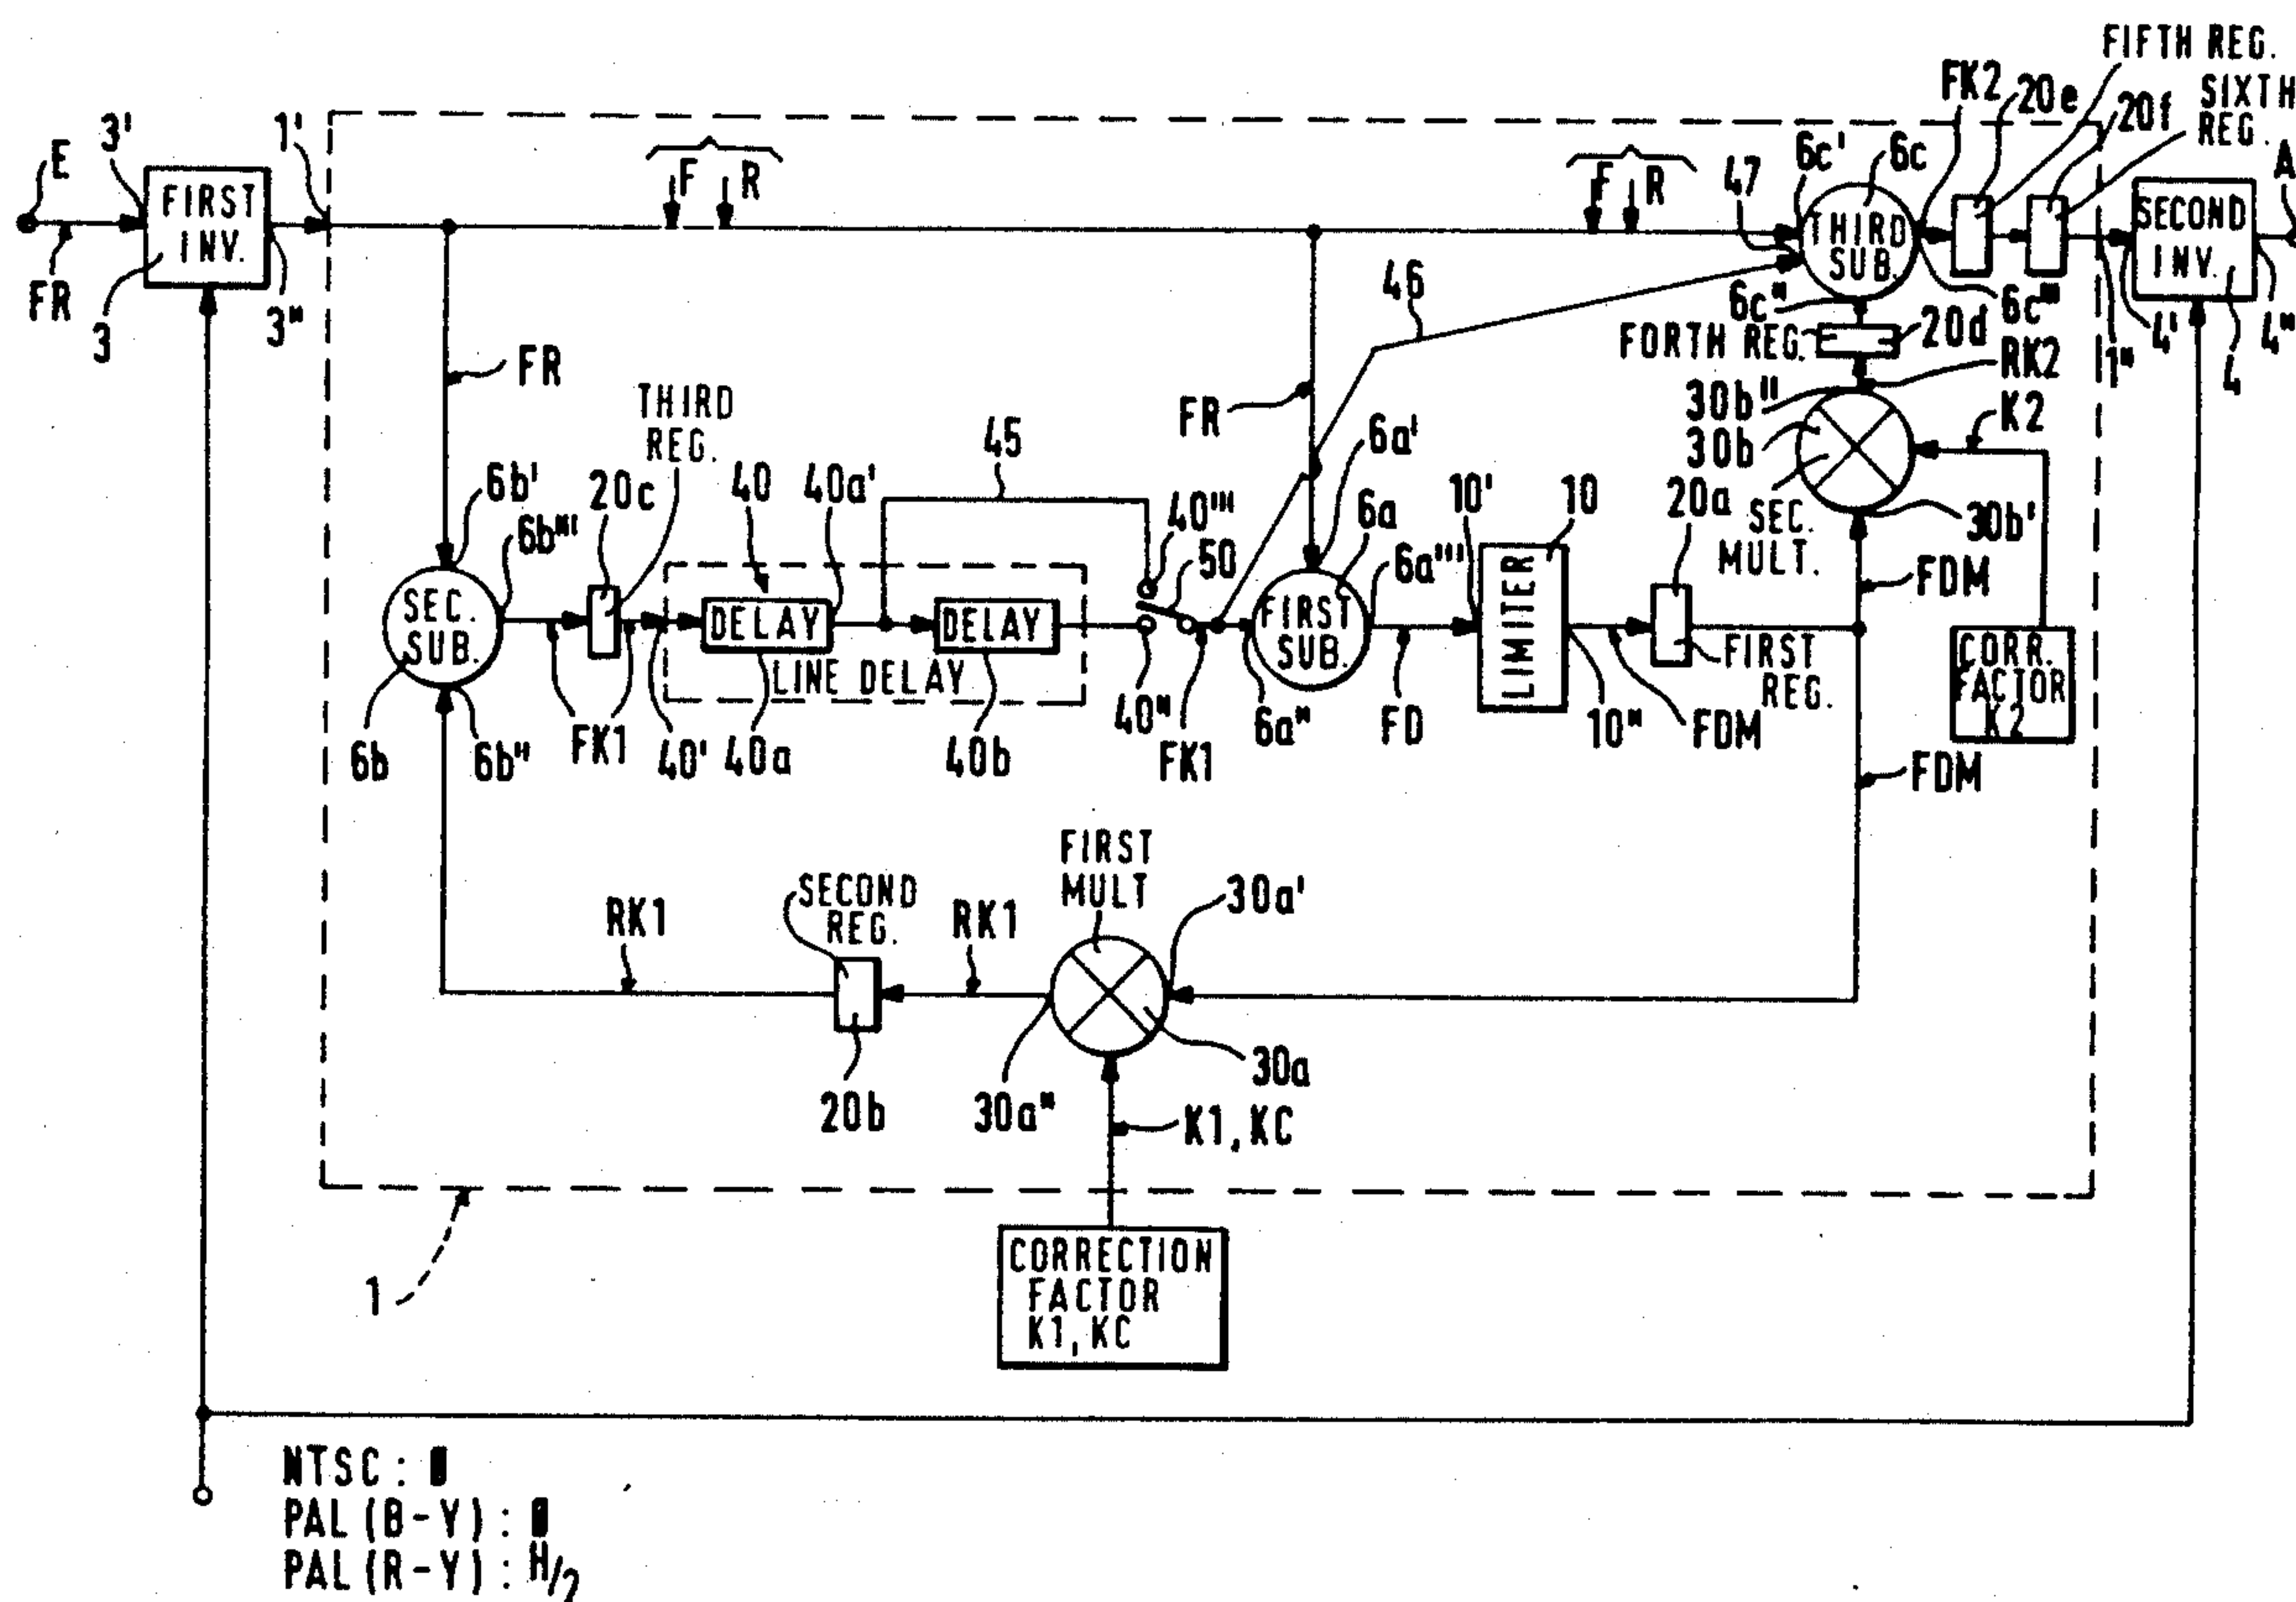 FIFTH REG.
FK2
20e
20f
SIXTH
REG.
A
E
3'
1'
F R
F R
47
6c'
6c
FIRST
INV.
THIRD
SUB.
SECOND
INV.
FR
3
3"
46
6c"
6c'"
4'
4
4"
1"
FORTH REG.
20d
RK2
FR
THIRD
REG.
FR
30b"
30b
K2
45
6a'
6b'
20c
40
40a'
10'
10
20a
SEC.
MULT.
30b'
6b'"
40'"
50
6a
6a'"
FDM
SEC.
SUB.
DELAY
DELAY
LINE DELAY
FIRST
SUB.
LIMITER
FIRST
REG.
CORR.
FACTOR
K2
6b
6b"
FK1
40'
40a
40b
40"
FK1
6a"
FD
10"
FDM
FDM
FIRST
MULT
SECOND
REG.
RK1
RK1
30a'
20b
30a"
30a
K1, KC
1
CORRECTION
FACTOR
K1, KC
NTSC : 0
PAL (B-Y) : 0
PAL (R-Y) : H/2